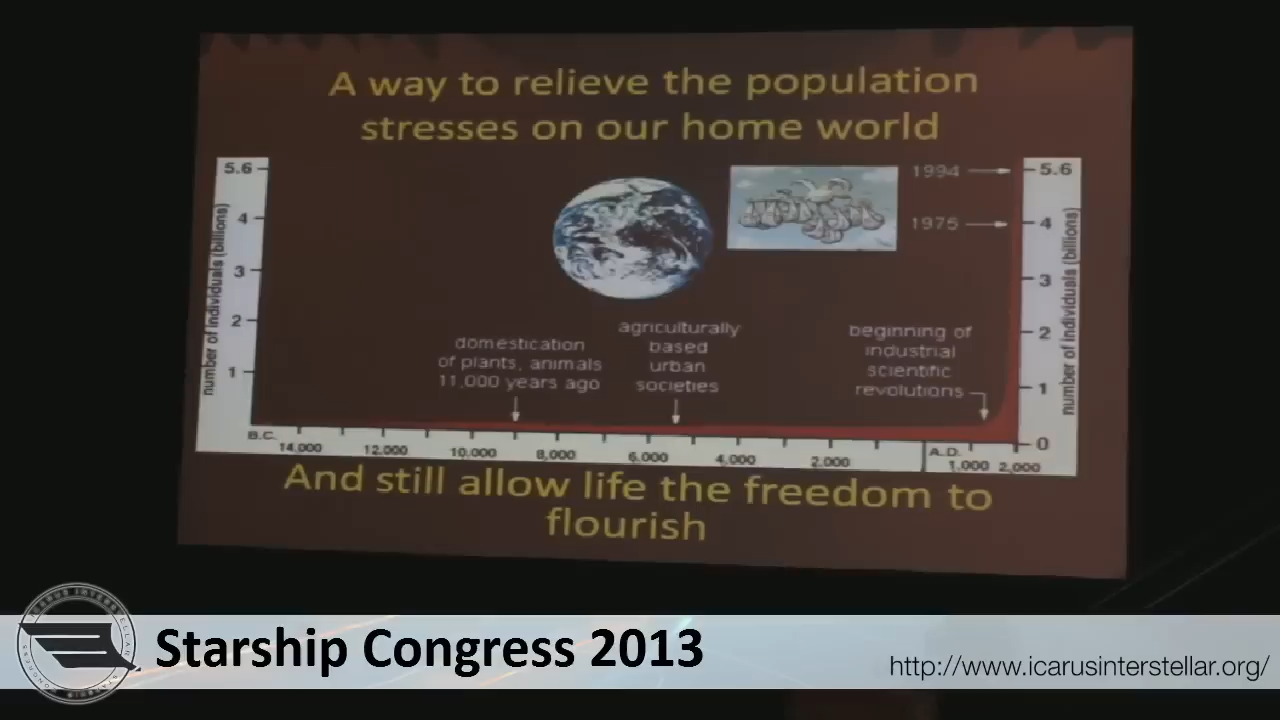 A way to relieve the population
stresses on our home world
5.6
4
3
2
1
number of individuals (billions)
1994
1975
5.6
4
3
2
1
0
number of individuals (billions)
domestication
of plants, animals
11,000 years ago
agriculturally
based
urban
societies
beginning of
industrial
scientific
revolutions
B.C.
14,000
12,000
10,000
8,000
6,000
4,000
2,000
A.D.
1,000
2,000
And still allow life the freedom to
flourish
ICARUS INTERSTELLAR
STARSHIP CONGRESS
Starship Congress 2013
http://www.icarusinterstellar.org/